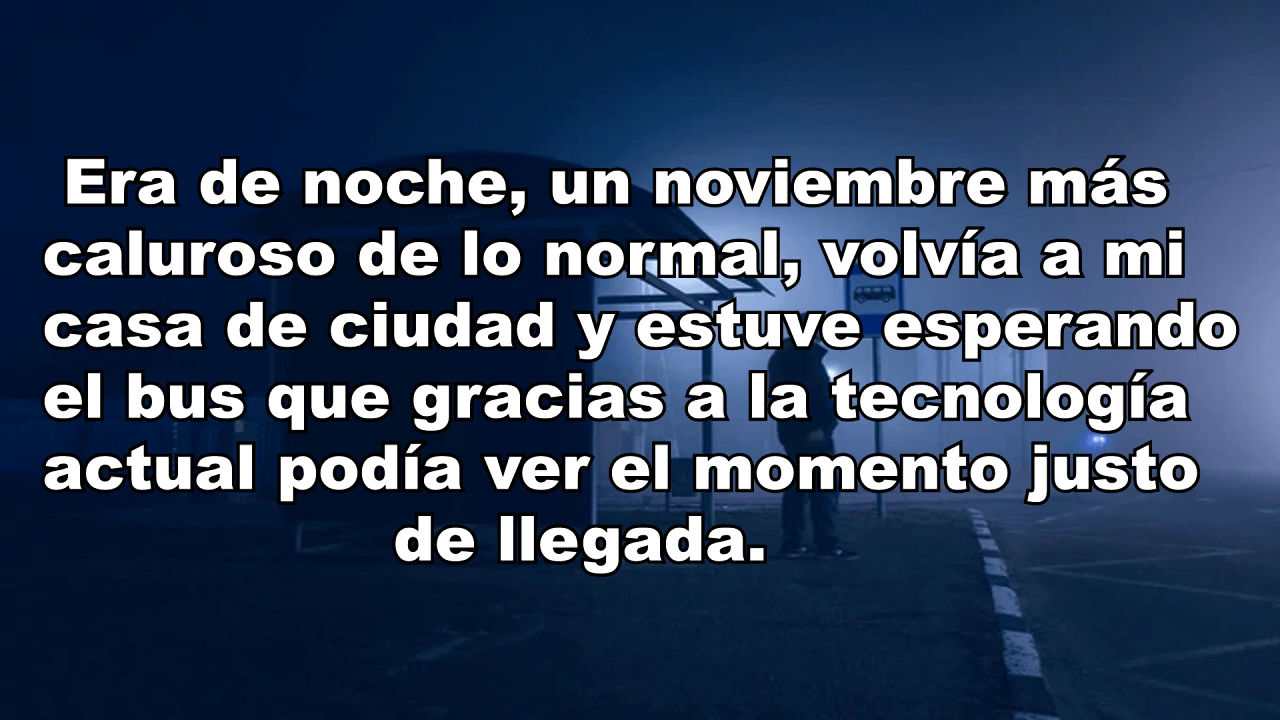 Era de noche, un noviembre más
caluroso de lo normal, volvía a mi
casa de ciudad y estuve esperando
el bus que gracias a la tecnología
actual podía ver el momento justo
de llegada.